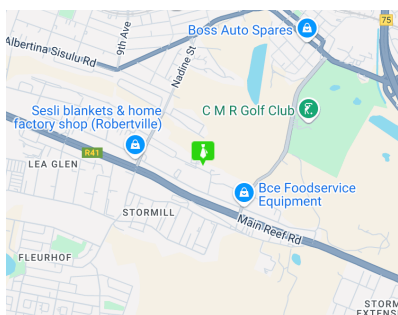 Boss Auto Spares
75
9th Ave
Albertina Sisulu Rd
Nadine St
Sesli blankets & home
factory shop (Robertville)
C M R Golf Club
R41
LEA GLEN
Bce Foodservice
Equipment
STORMILL
Main Reef Rd
FLEURHOF
STORM
EXTENS